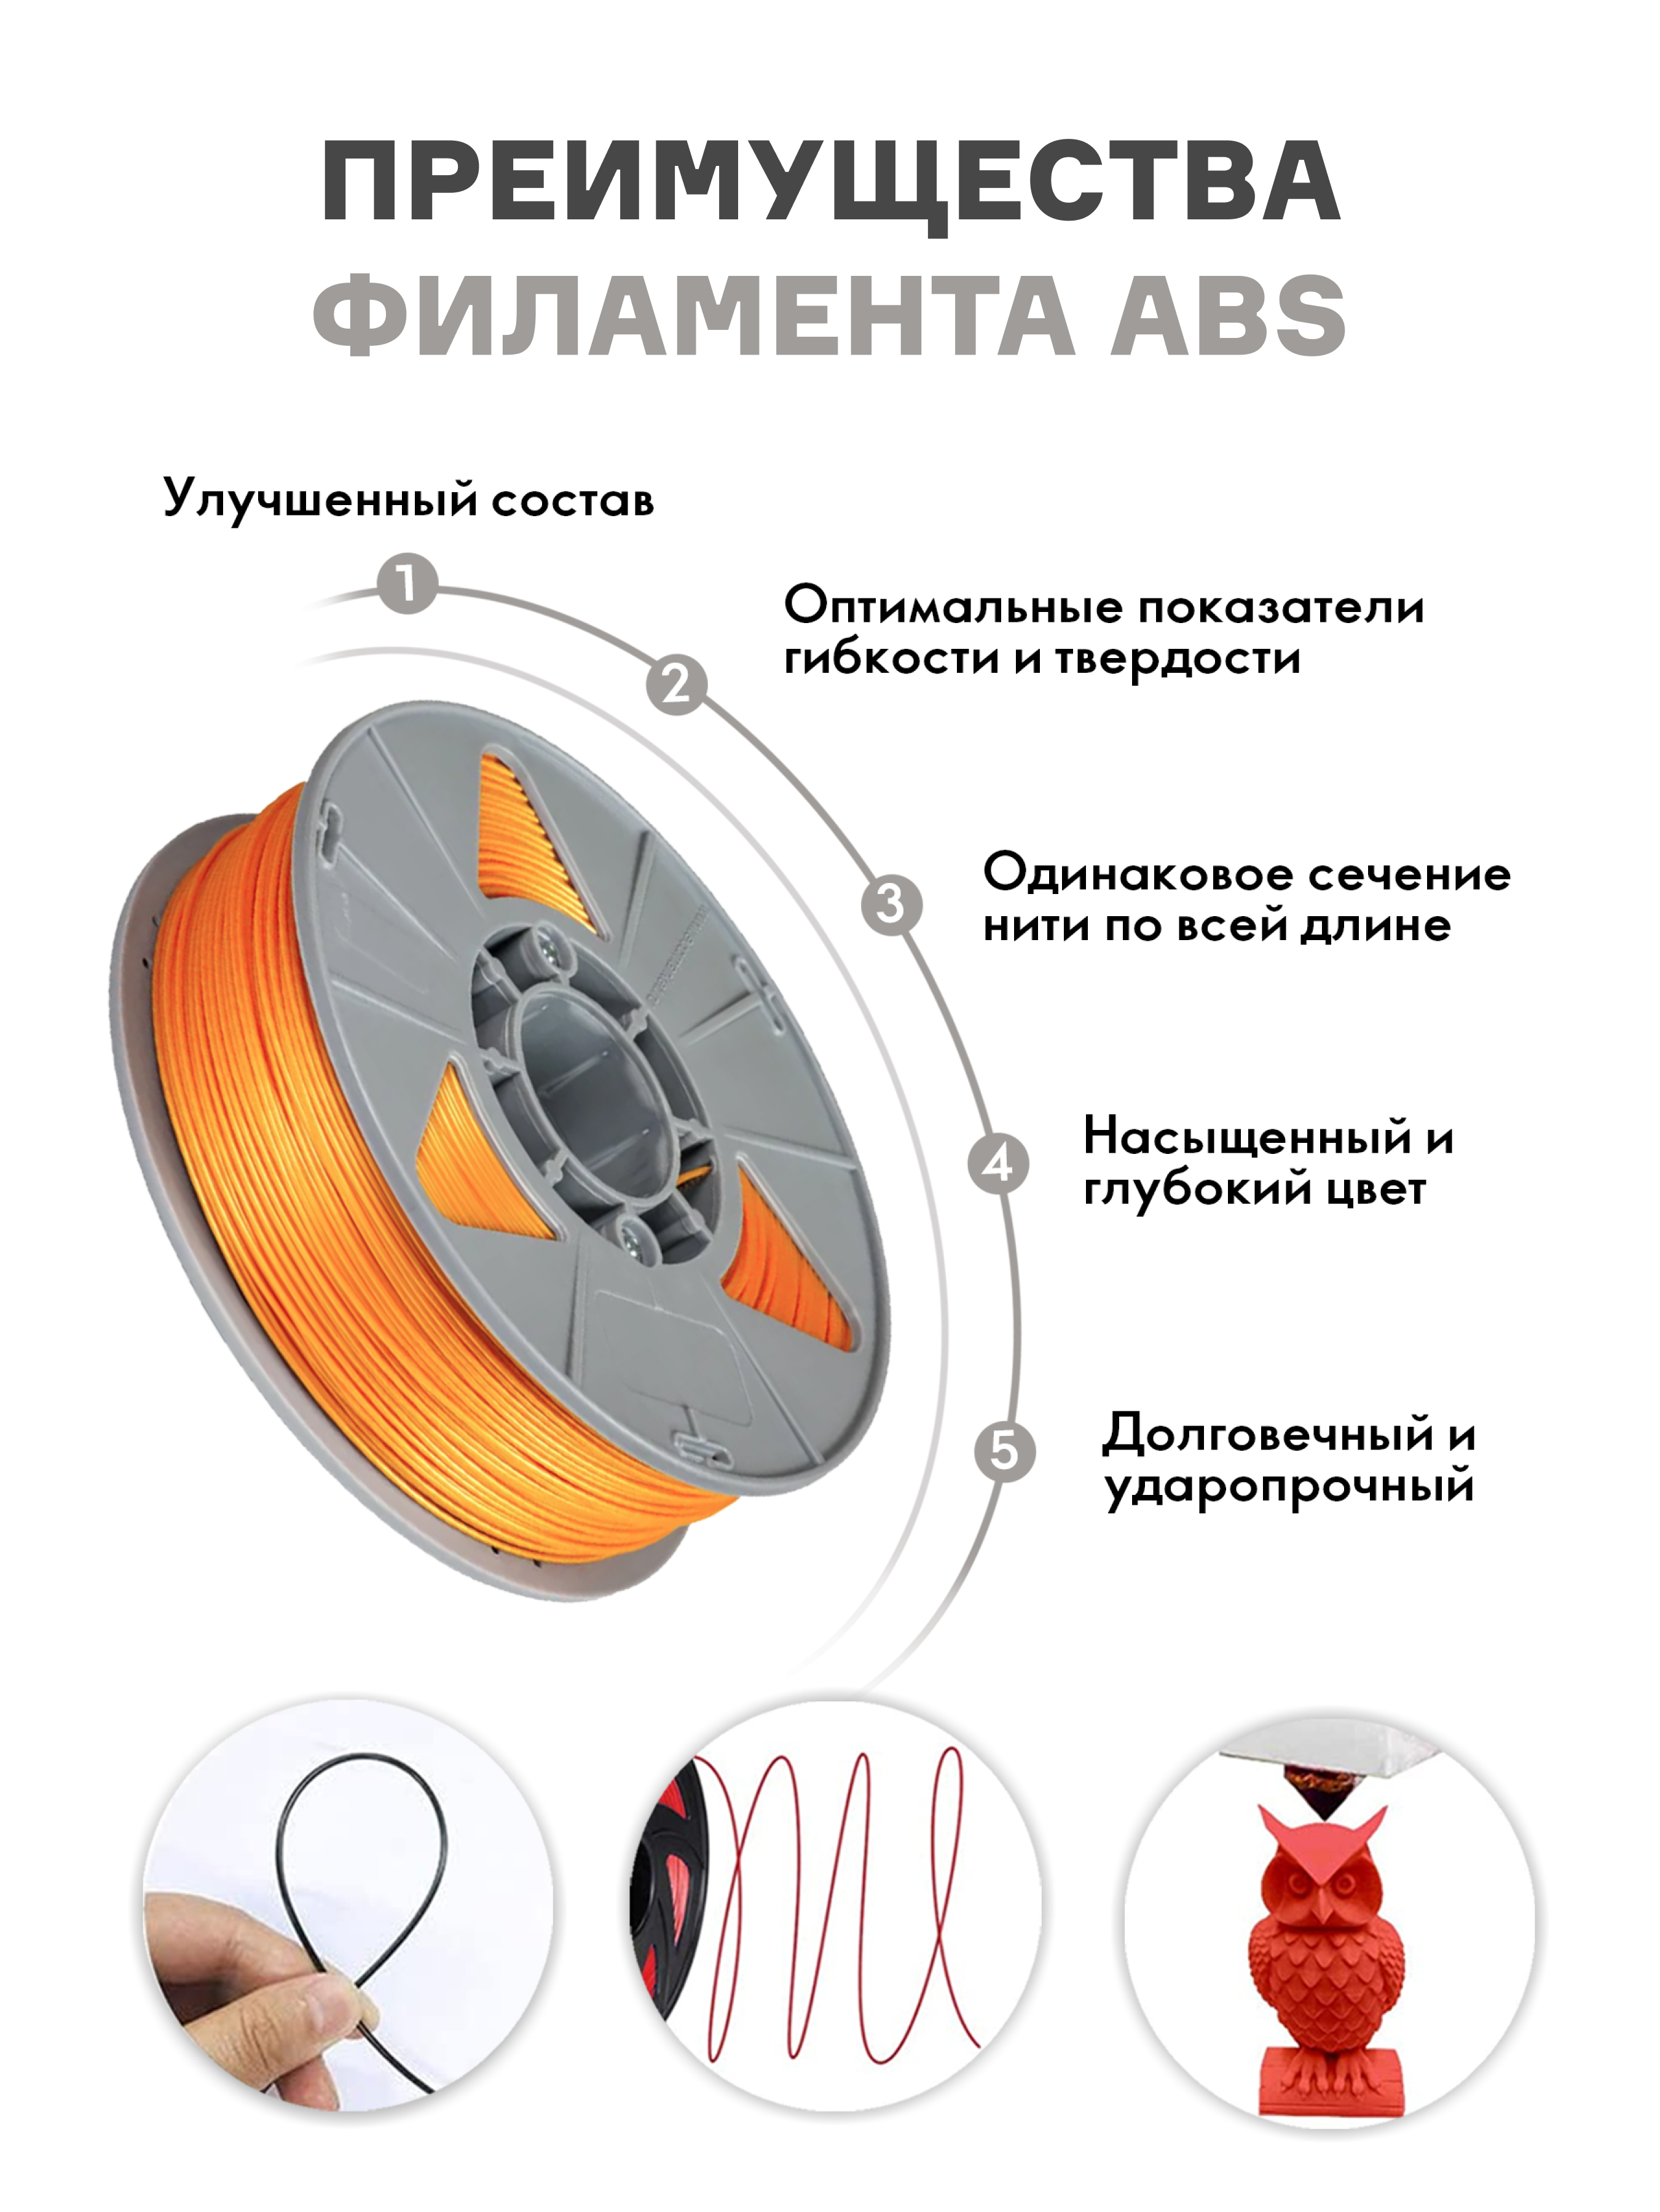 ПРЕИМУЩЕСТВА
ФИЛАМЕНТА ABS
Улучшенный состав
1
Оптимальные показатели
гибкости и твердости
2
Одинаковое сечение
нити по всей длине
3
Насыщенный и
глубокий цвет
4
Долговечный и
ударопрочный
5